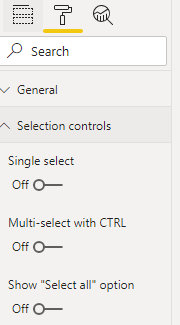 Search
General
Selection controls
Single select
Off
Multi-select with CTRL
Off
Show "Select all" option
Off